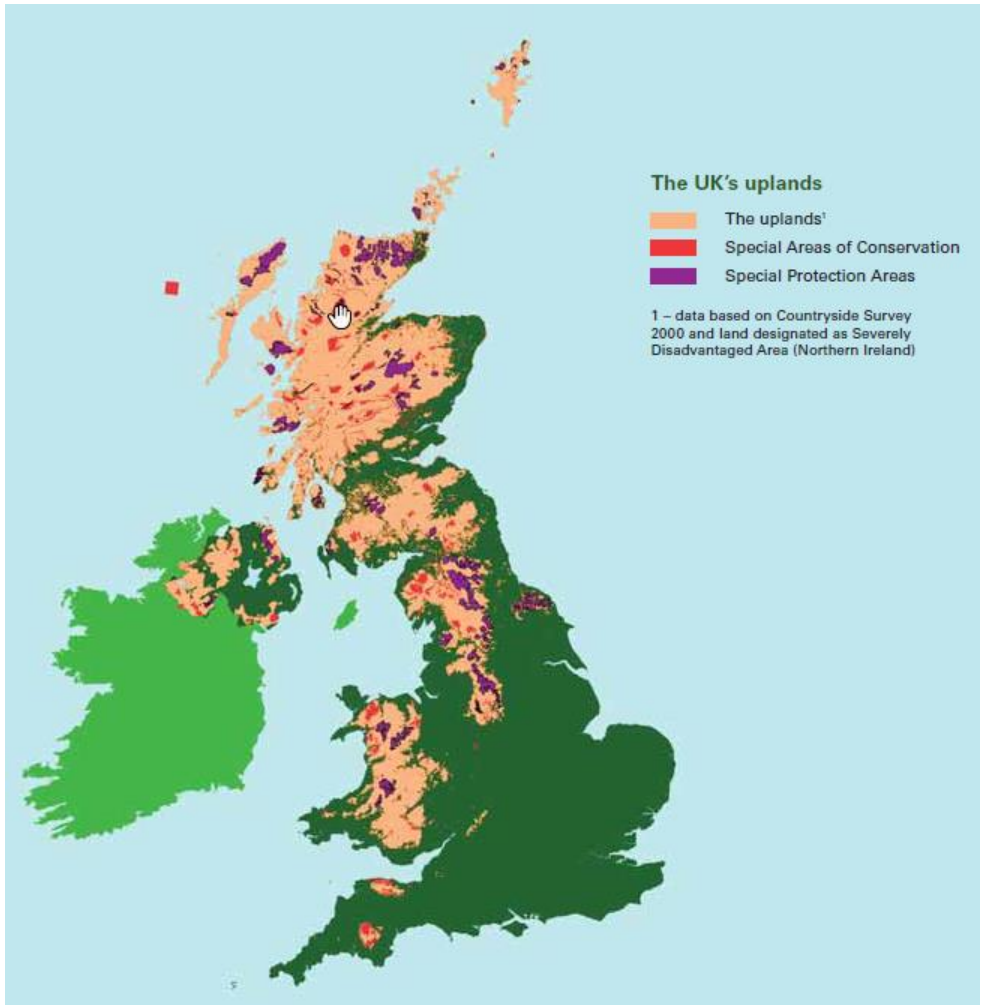 The UK's uplands
The uplands¹
Special Areas of Conservation
Special Protection Areas
1 – data based on Countryside Survey
2000 and land designated as Severely
Disadvantaged Area (Northern Ireland)